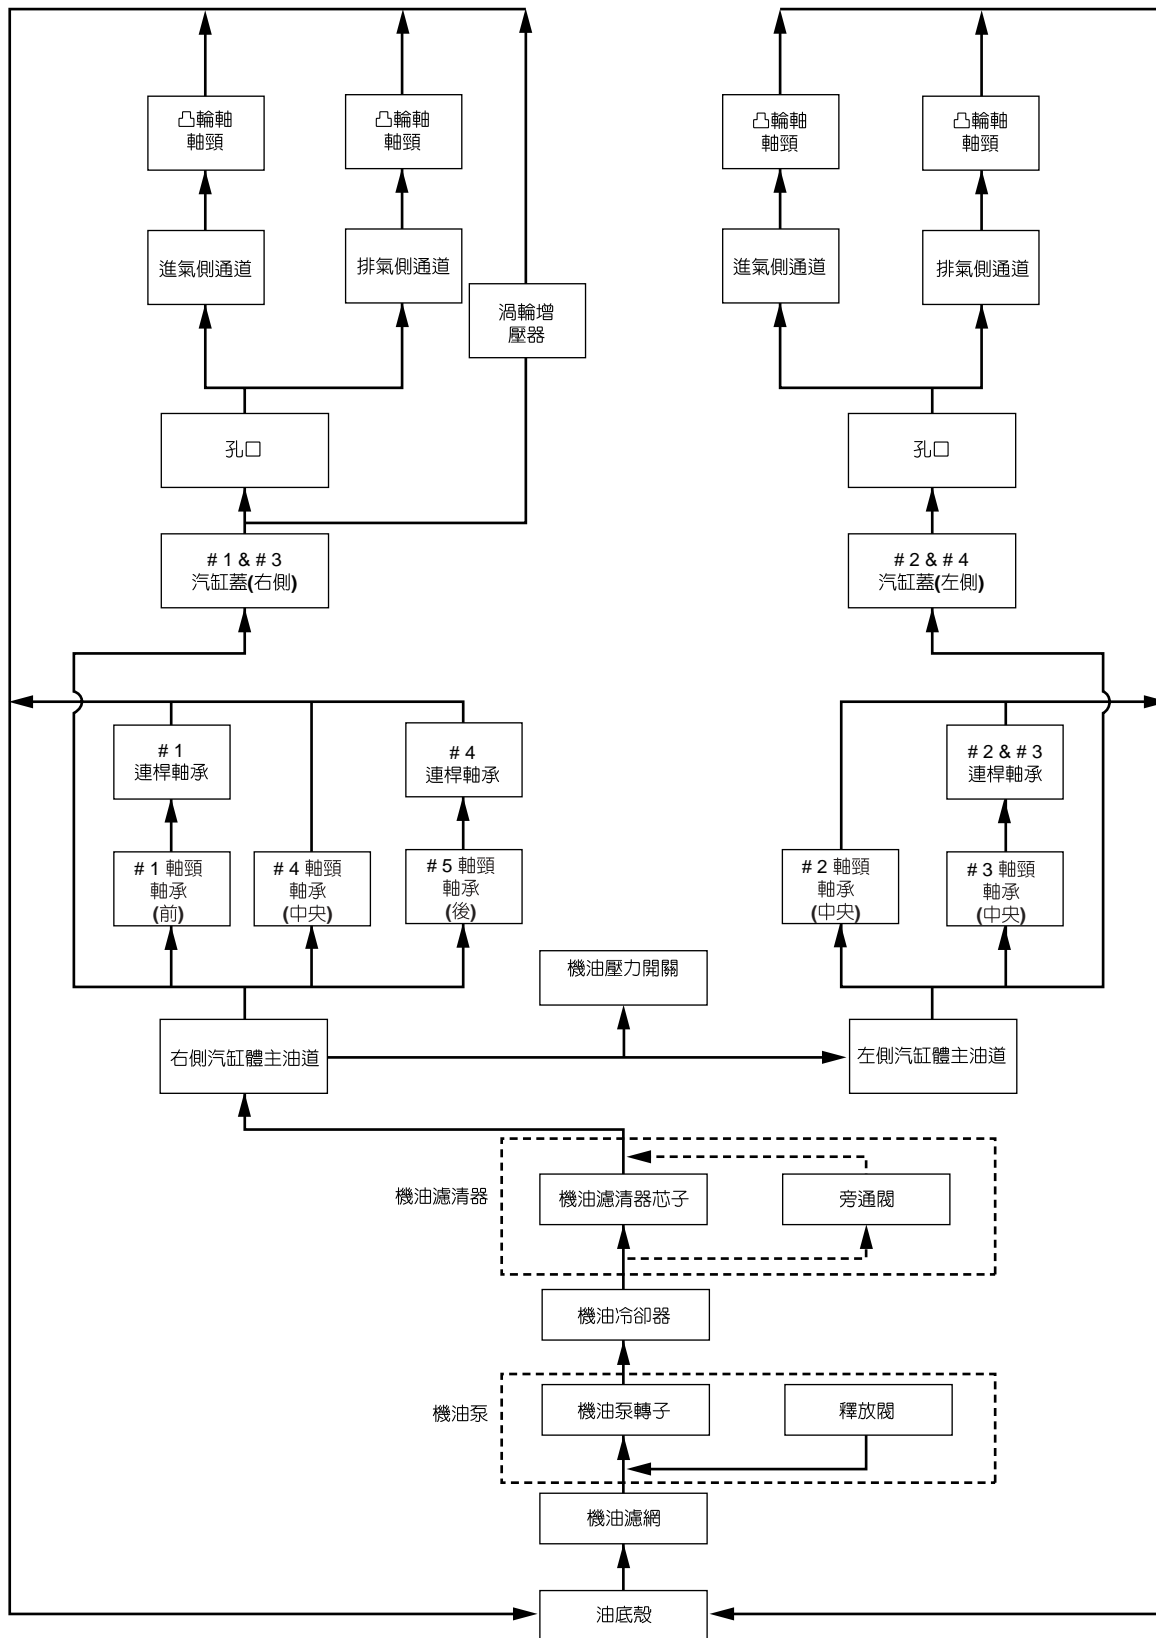 凸輪軸
軸頸
凸輪軸
軸頸
凸輪軸
軸頸
凸輪軸
軸頸
進氣側通道
排氣側通道
進氣側通道
排氣側通道
渦輪增
壓器
孔口
孔口
# 1 & # 3
汽缸蓋(右側)
# 2 & # 4
汽缸蓋(左側)
# 1
連桿軸承
# 4
連桿軸承
# 2 & # 3
連桿軸承
# 1 軸頸
軸承
(前)
# 4 軸頸
軸承
(中央)
# 5 軸頸
軸承
(後)
# 2 軸頸
軸承
(中央)
# 3 軸頸
軸承
(中央)
機油壓力開關
右側汽缸體主油道
左側汽缸體主油道
機油濾清器
機油濾清器芯子
旁通閥
機油冷卻器
機油泵
機油泵轉子
釋放閥
機油濾網
油底殼